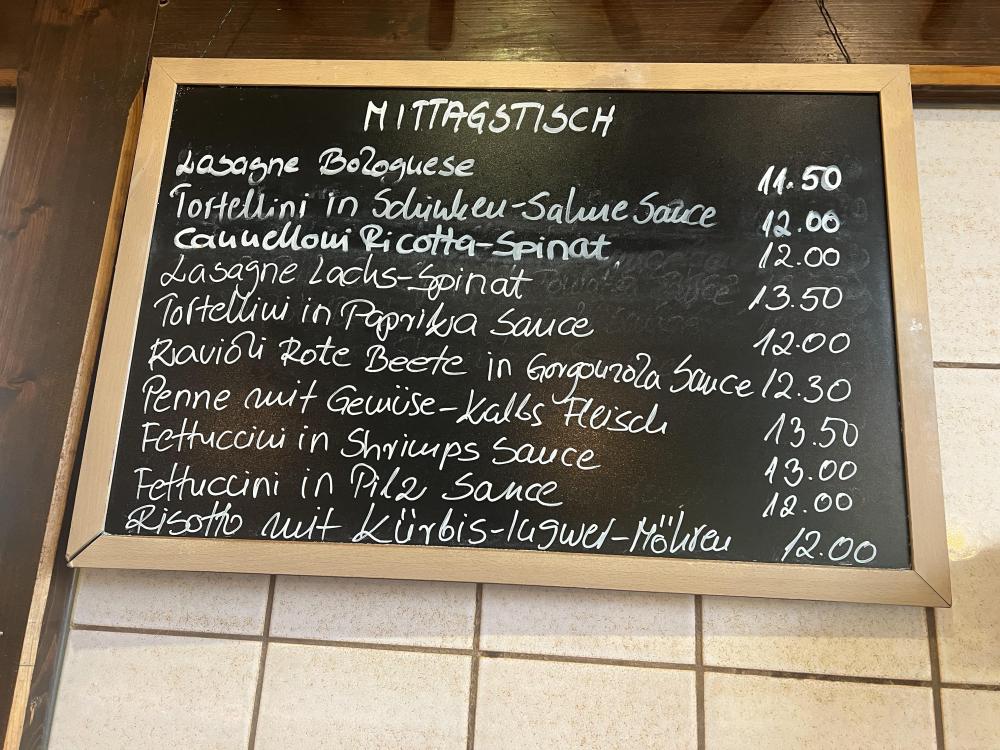 MITTAGSTISCH
Lasagne Bolognese 11.50
Tortellini in Schinken-Sahne Sauce 12.00
Cannelloni Ricotta-Spinat 12.00
Lasagne Lachs-Spinat 13.50
Tortellini in Paprika Sauce 12.00
Ravioli Rote Beete in Gorgonzola Sauce 12.30
Penne mit Gemüse-Kalbs Fleisch 13.50
Fettuccini in Shrimps Sauce 13.00
Fettuccini in Pilz Sauce 12.00
Risotto mit Kürbis-Ingwer-Möhren 12.00